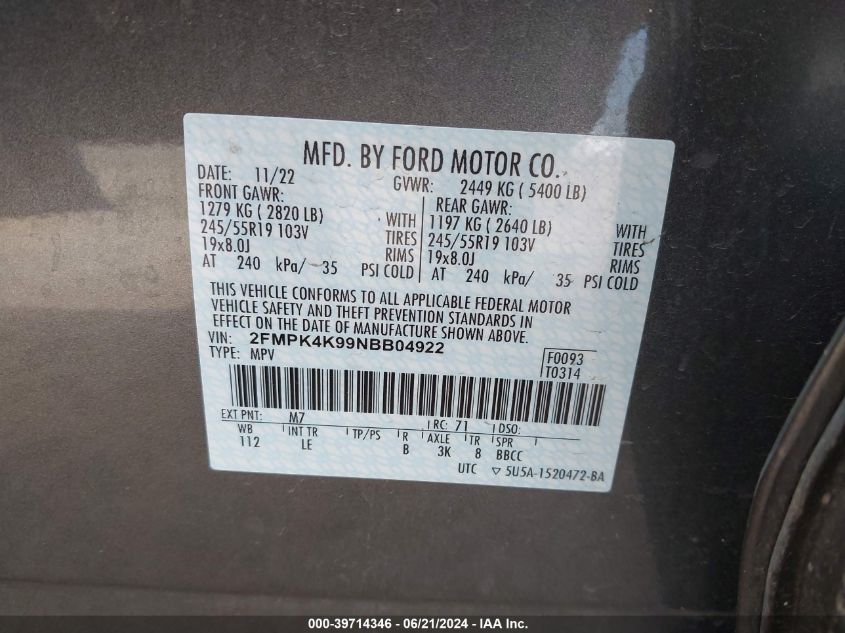 MFD. BY FORD MOTOR CO.
DATE: 11/22 GVWR: 2449 KG ( 5400 LB)
FRONT GAWR: REAR GAWR:
1279 KG ( 2820 LB) WITH 1197 KG ( 2640 LB) WITH
245/55R19 103V TIRES 245/55R19 103V TIRES
19x8.0J RIMS 19x8.0J RIMS
AT 240 kPa/ 35 PSI COLD AT 240 kPa/ 35 PSI COLD
THIS VEHICLE CONFORMS TO ALL APPLICABLE FEDERAL MOTOR
VEHICLE SAFETY AND THEFT PREVENTION STANDARDS IN
EFFECT ON THE DATE OF MANUFACTURE SHOWN ABOVE.
VIN: 2FMPK4K99NBB04922
TYPE: MPV F0093
T0314
EXT PNT: M7 RC: 71 DSO:
WB INT TR TP/PS R AXLE TR SPR
112 LE B 3K 8 BBCC
UTC ▽ 5U5A-1520472-BA
000-39714346 - 06/21/2024 - IAA Inc.